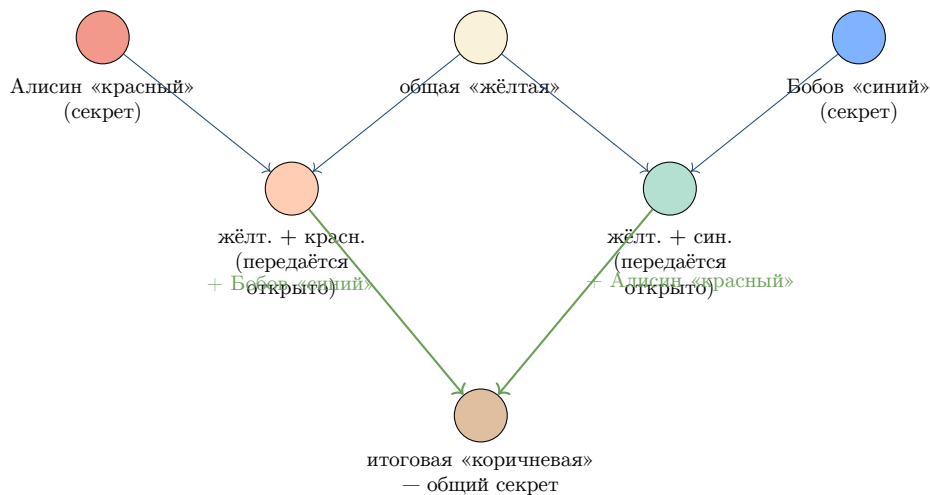 Алисин «красный»
(секрет)
общая «жёлтая»
Бобов «синий»
(секрет)
жёлт. + красн.
(передаётся
открыто)
+ Бобов «синий»
жёлт. + син.
(передаётся
открыто)
+ Алисин «красный»
итоговая «коричневая»
— общий секрет